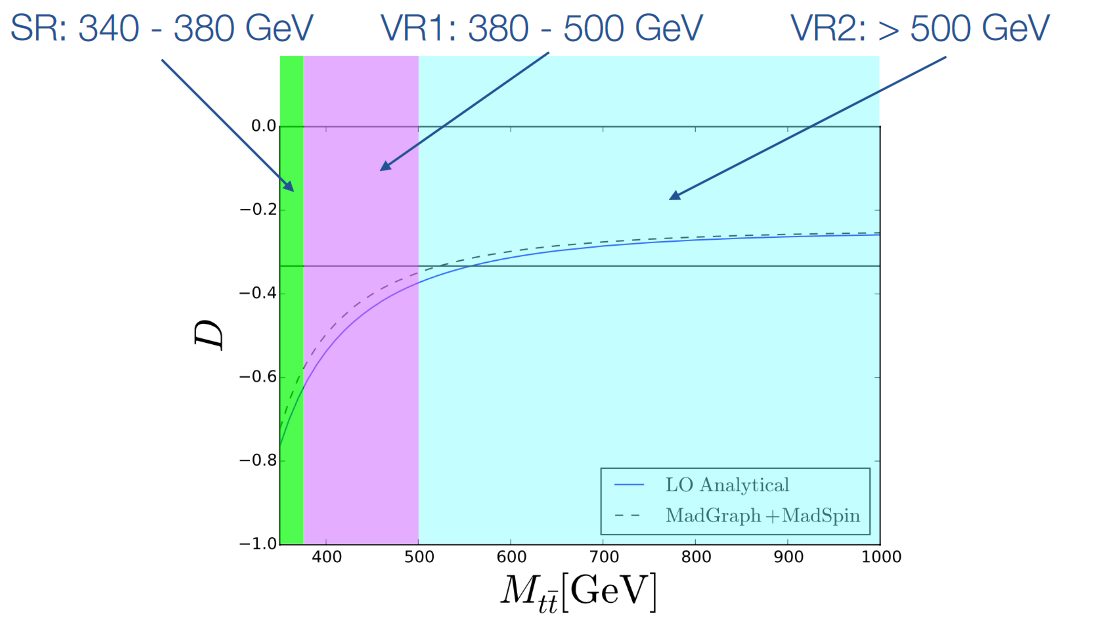 SR: 340 - 380 GeV VR1: 380 - 500 GeV VR2: > 500 GeV
0.0
−0.2
−0.4
−0.6
−0.8
−1.0
D
LO Analytical
MadGraph+MadSpin
400 500 600 700 800 900 1000
M_{tt̄}[GeV]